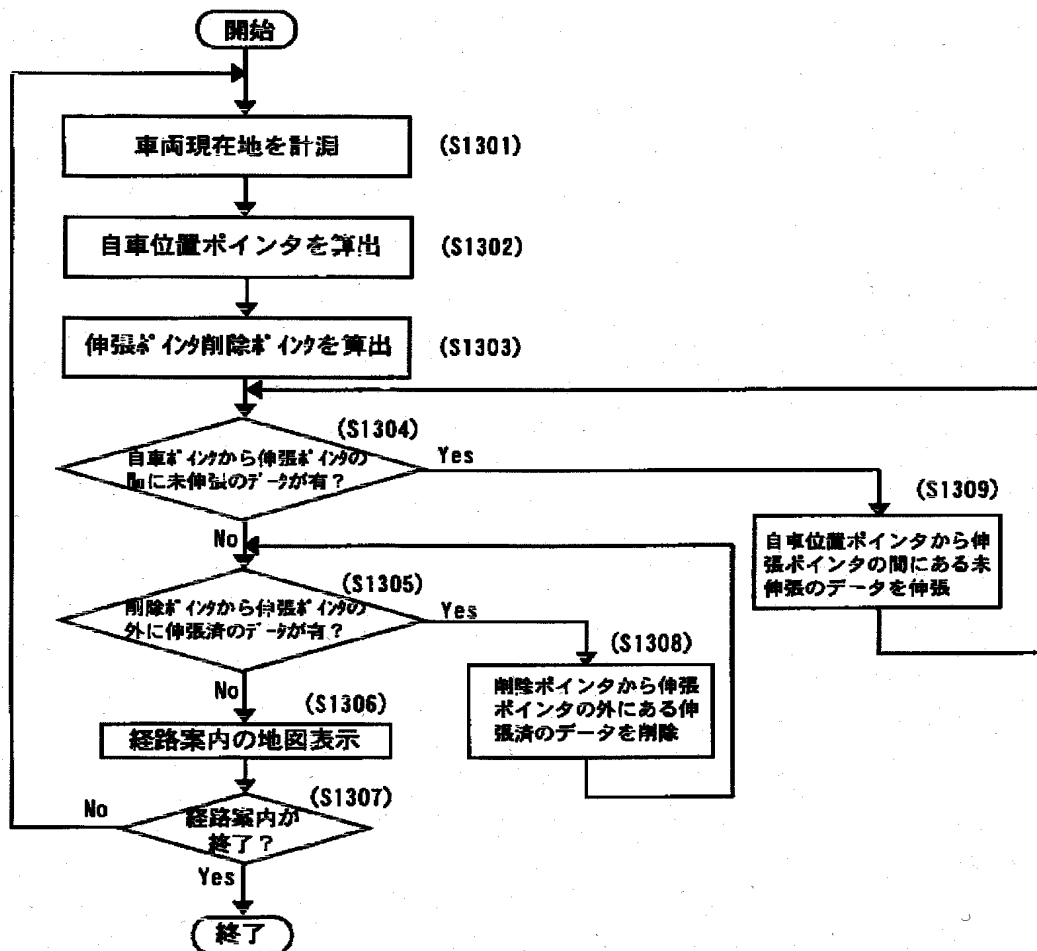 開始
車両現在地を計測
(S1301)
自車位置ポインタを算出
(S1302)
伸張ポインタ削除ポインタを算出
(S1303)
(S1304)
自車ポインタから伸張ポインタの
間に未伸張のデータが有?
Yes
No
(S1309)
自車位置ポインタから伸
張ポインタの間にある未
伸張のデータを伸張
(S1305)
削除ポインタから伸張ポインタの
外に伸張済のデータが有?
Yes
No
(S1308)
削除ポインタから伸張
ポインタの外にある伸
張済のデータを削除
(S1306)
経路案内の地図表示
(S1307)
経路案内が
終了?
No
Yes
終了